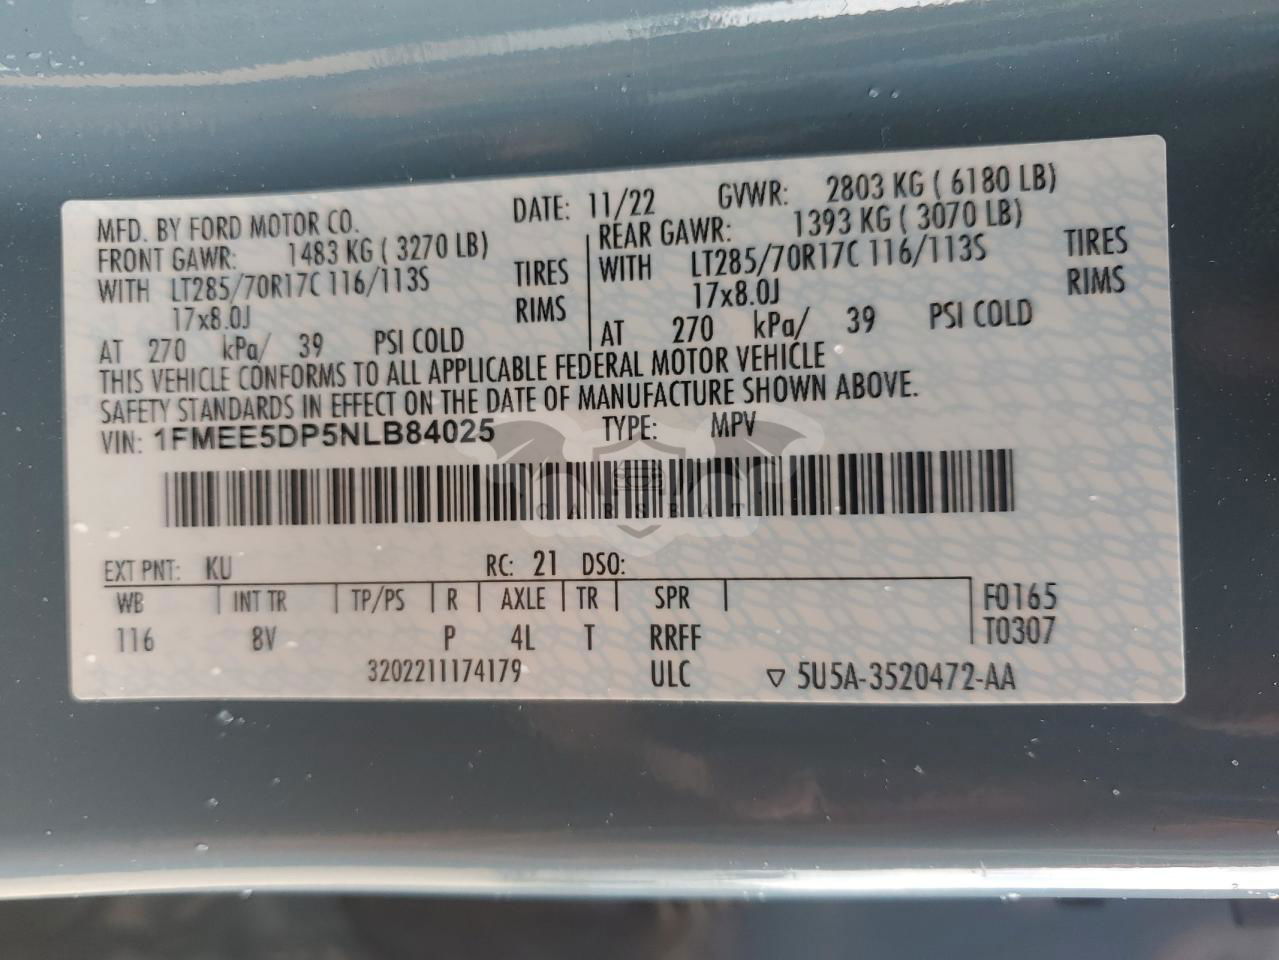 MFD. BY FORD MOTOR CO. DATE: 11/22 GVWR: 2803 KG ( 6180 LB)
FRONT GAWR: 1483 KG ( 3270 LB) REAR GAWR: 1393 KG ( 3070 LB)
WITH LT285/70R17C 116/113S TIRES WITH LT285/70R17C 116/113S TIRES
17x8.0J RIMS 17x8.0J RIMS
AT 270 kPa/ 39 PSI COLD AT 270 kPa/ 39 PSI COLD
THIS VEHICLE CONFORMS TO ALL APPLICABLE FEDERAL MOTOR VEHICLE
SAFETY STANDARDS IN EFFECT ON THE DATE OF MANUFACTURE SHOWN ABOVE.
VIN: 1FMEE5DP5NLB84025 TYPE: MPV
CARSBAT
EXT PNT: KU RC: 21 DSO:
WB INT TR TP/PS R AXLE TR SPR F0165
116 8V P 4L T RRFF T0307
3202211174179 ULC ▽ 5U5A-3520472-AA